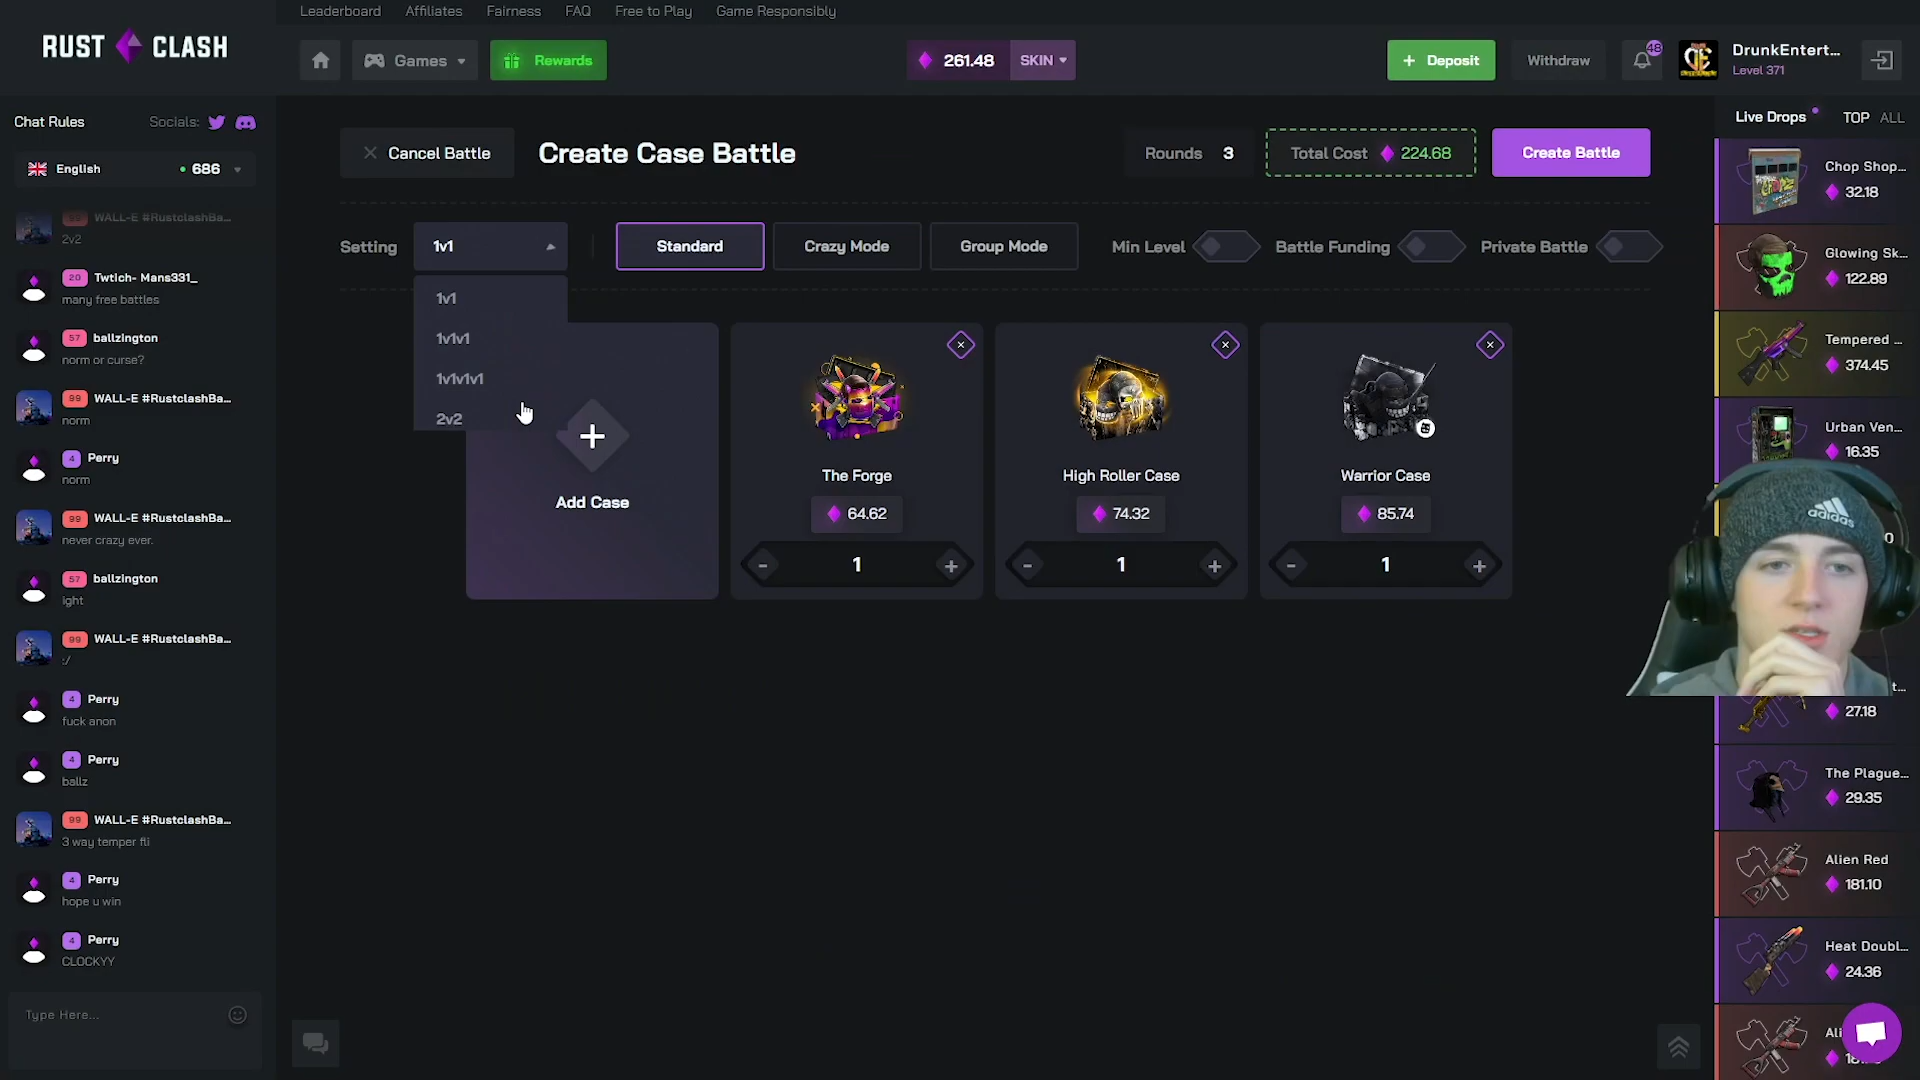 Leaderboard Affiliates Fairness FAQ Free to Play Game Responsibly
RUST CLASH
Games
Rewards
261.48 SKIN
+ Deposit
Withdraw
48
DrunkEntert...
Level 371
Chat Rules Socials:
English 686
99 WALL-E #RustclashBa...
2v2
20 Twtich- Mans331_
many free battles
57 ballzington
norm or curse?
99 WALL-E #RustclashBa...
norm
4 Perry
norm
99 WALL-E #RustclashBa...
never crazy ever.
57 ballzington
ight
99 WALL-E #RustclashBa...
:/
4 Perry
fuck anon
4 Perry
ballz
99 WALL-E #RustclashBa...
3 way temper fli
4 Perry
hope u win
4 Perry
CLOCKYY
Type Here...
Cancel Battle
Create Case Battle
Rounds 3
Total Cost 224.68
Create Battle
Setting 1v1
Standard Crazy Mode Group Mode
Min Level Battle Funding Private Battle
1v1
1v1v1
1v1v1v1
2v2
+
Add Case
The Forge
64.62
- 1 +
High Roller Case
74.32
- 1 +
Warrior Case
85.74
- 1 +
Live Drops TOP ALL
Chop Shop...
32.18
Glowing Sk...
122.89
Tempered ...
374.45
Urban Ven...
16.35
adidas
27.18
The Plague...
29.35
Alien Red
181.10
Heat Doubl...
24.36